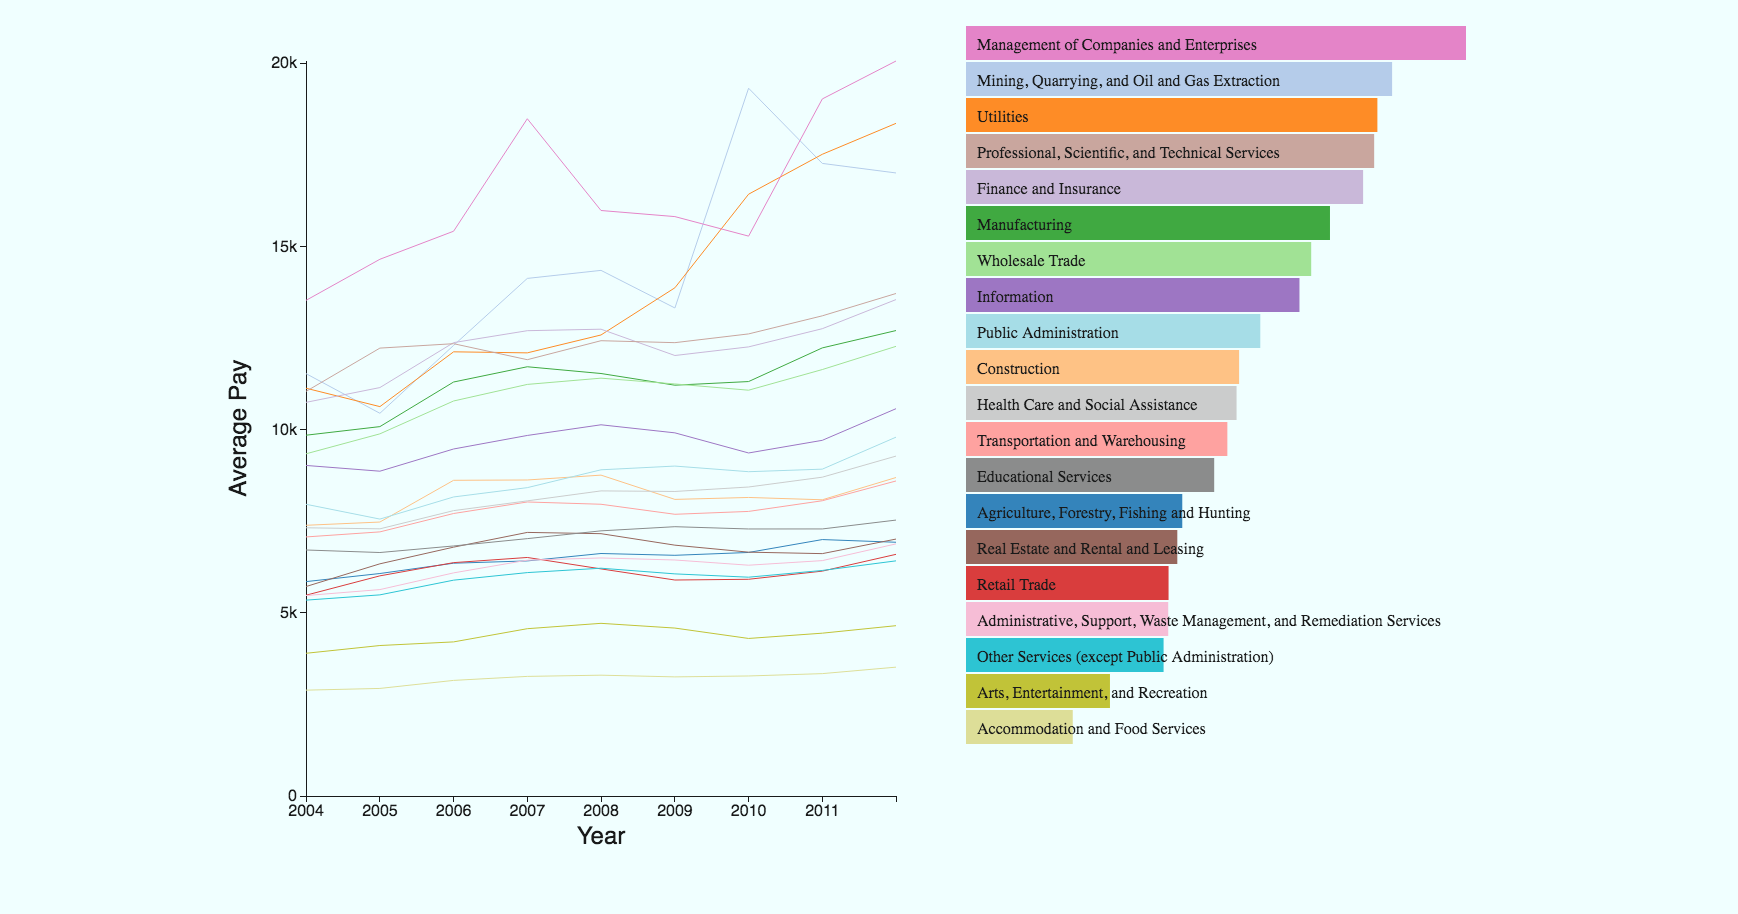 20k
15k
10k
5k
0
Average Pay
2004 2005 2006 2007 2008 2009 2010 2011
Year
Management of Companies and Enterprises
Mining, Quarrying, and Oil and Gas Extraction
Utilities
Professional, Scientific, and Technical Services
Finance and Insurance
Manufacturing
Wholesale Trade
Information
Public Administration
Construction
Health Care and Social Assistance
Transportation and Warehousing
Educational Services
Agriculture, Forestry, Fishing and Hunting
Real Estate and Rental and Leasing
Retail Trade
Administrative, Support, Waste Management, and Remediation Services
Other Services (except Public Administration)
Arts, Entertainment, and Recreation
Accommodation and Food Services